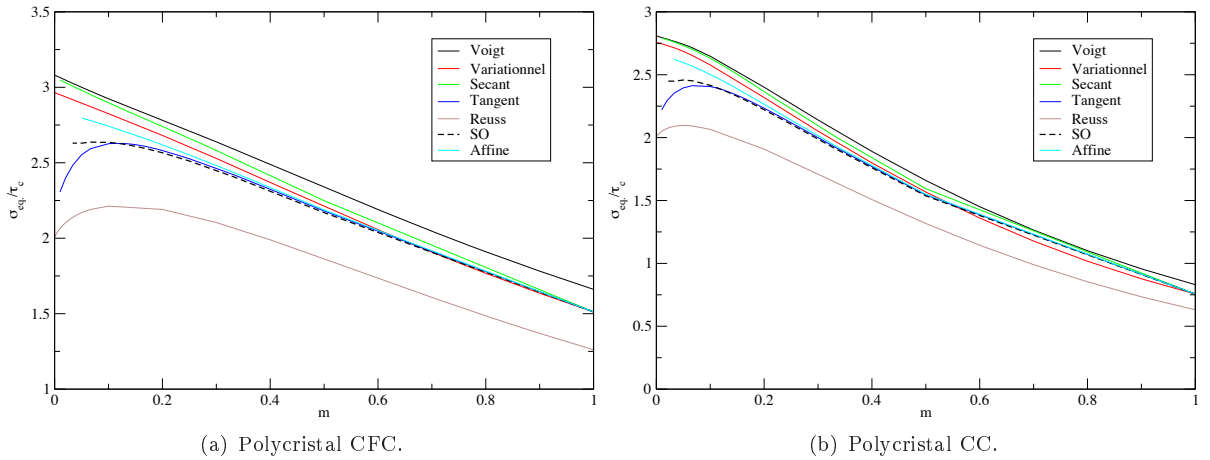 3.5
3
2.5
2
1.5
1
0
0.2
0.4
0.6
0.8
1
m
σeq./τc
Voigt
Variationnel
Secant
Tangent
Reuss
SO
Affine
(a) Polycristal CFC.
3
2.5
2
1.5
1
0.5
0
0
0.2
0.4
0.6
0.8
1
m
σeq./τc
Voigt
Variationnel
Secant
Tangent
Reuss
SO
Affine
(b) Polycristal CC.